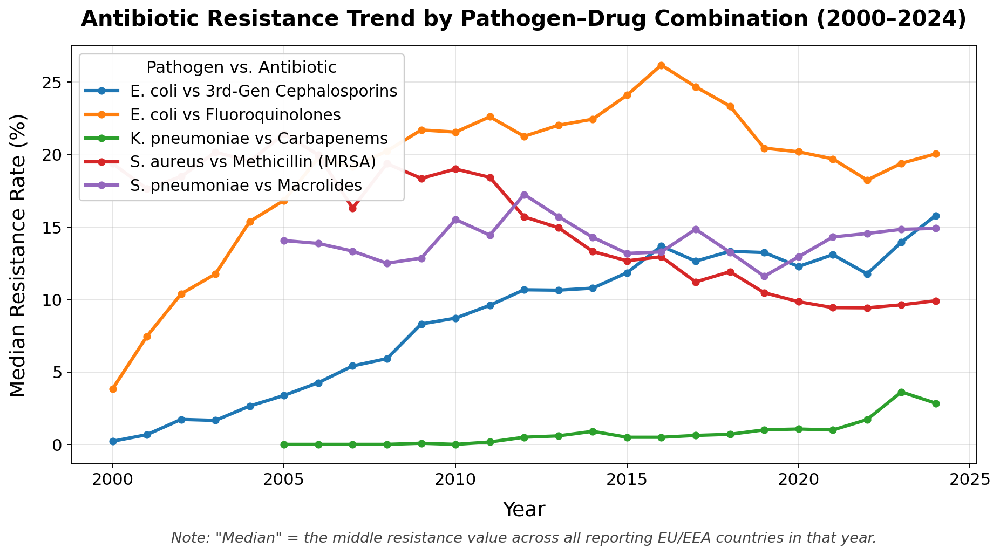 Antibiotic Resistance Trend by Pathogen–Drug Combination (2000–2024)
Pathogen vs. Antibiotic
E. coli vs 3rd-Gen Cephalosporins
E. coli vs Fluoroquinolones
K. pneumoniae vs Carbapenems
S. aureus vs Methicillin (MRSA)
S. pneumoniae vs Macrolides
Median Resistance Rate (%)
25
20
15
10
5
0
2000 2005 2010 2015 2020 2025
Year
Note: "Median" = the middle resistance value across all reporting EU/EEA countries in that year.